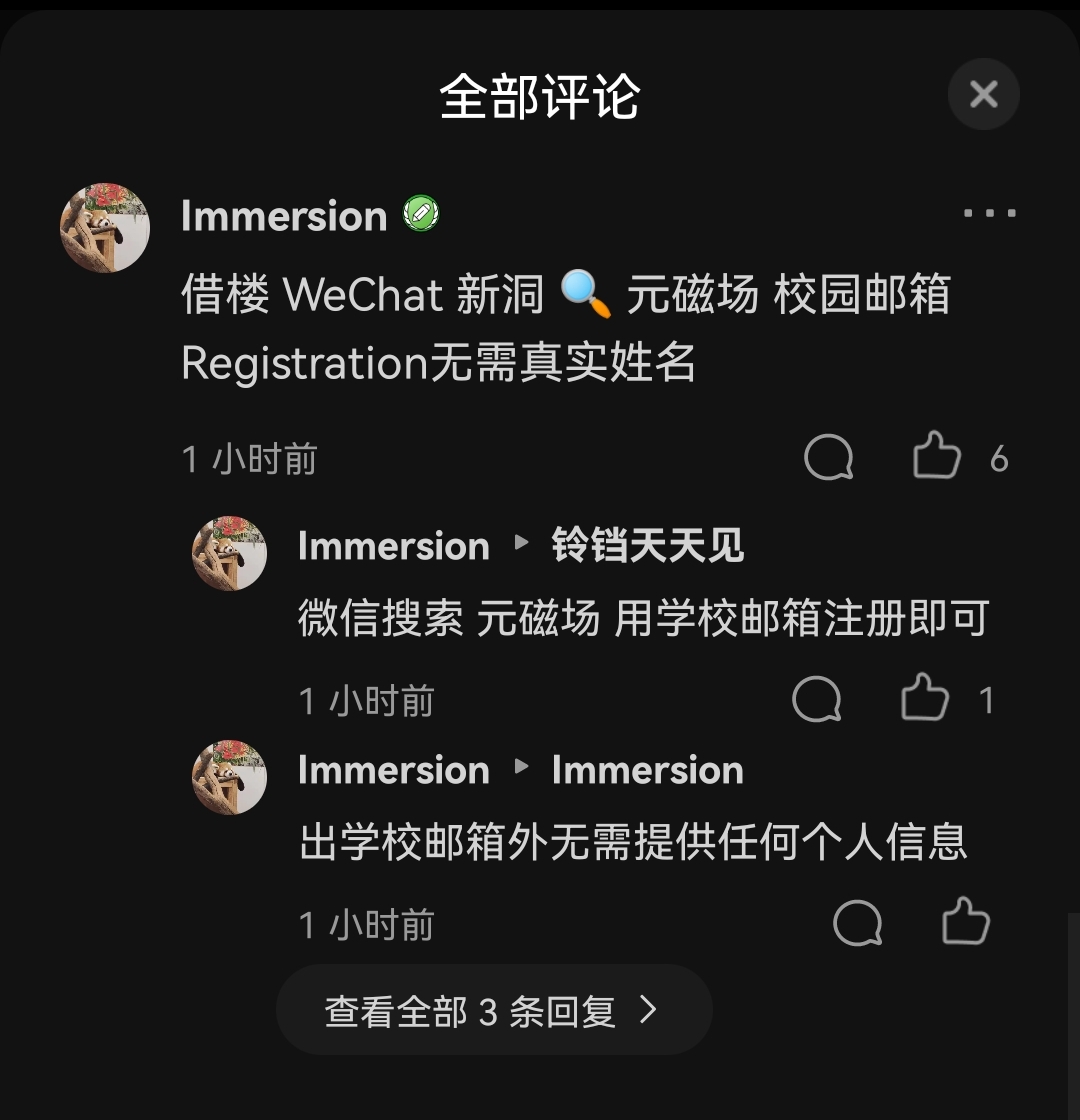 全部评论
Immersion
借楼 WeChat 新洞 🔍 元磁场 校园邮箱
Registration无需真实姓名
1 小时前
6
Immersion ▸ 铃铛天天见
微信搜索 元磁场 用学校邮箱注册即可
1 小时前
1
Immersion ▸ Immersion
出学校邮箱外无需提供任何个人信息
1 小时前
查看全部 3 条回复 >